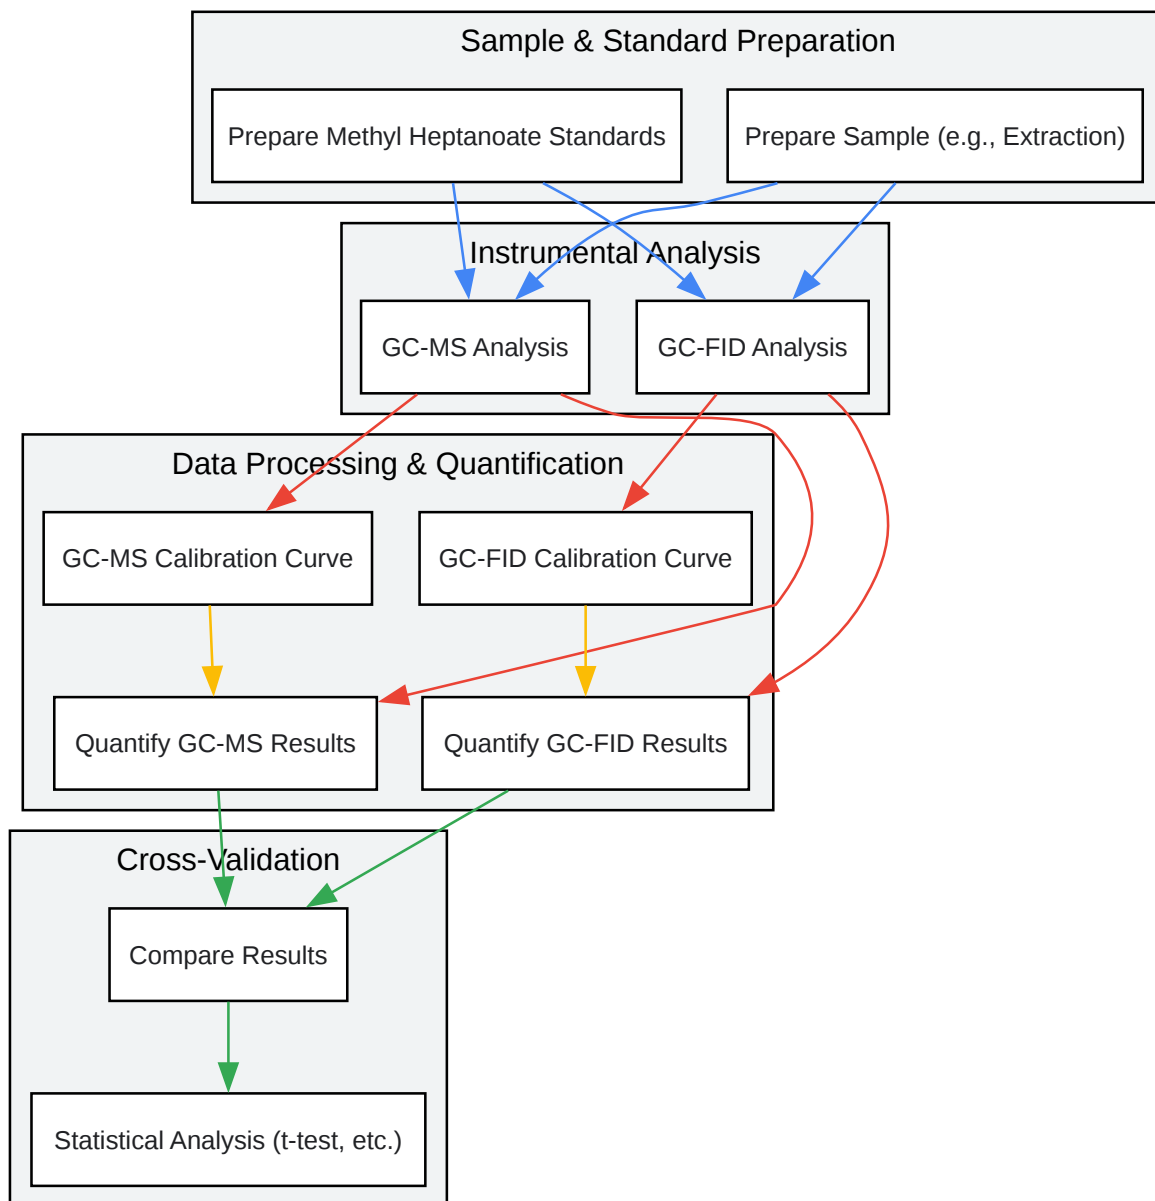 Sample & Standard Preparation
Prepare Methyl Heptanoate Standards
Prepare Sample (e.g., Extraction)
Instrumental Analysis
GC-MS Analysis
GC-FID Analysis
Data Processing & Quantification
GC-MS Calibration Curve
GC-FID Calibration Curve
Quantify GC-MS Results
Quantify GC-FID Results
Cross-Validation
Compare Results
Statistical Analysis (t-test, etc.)